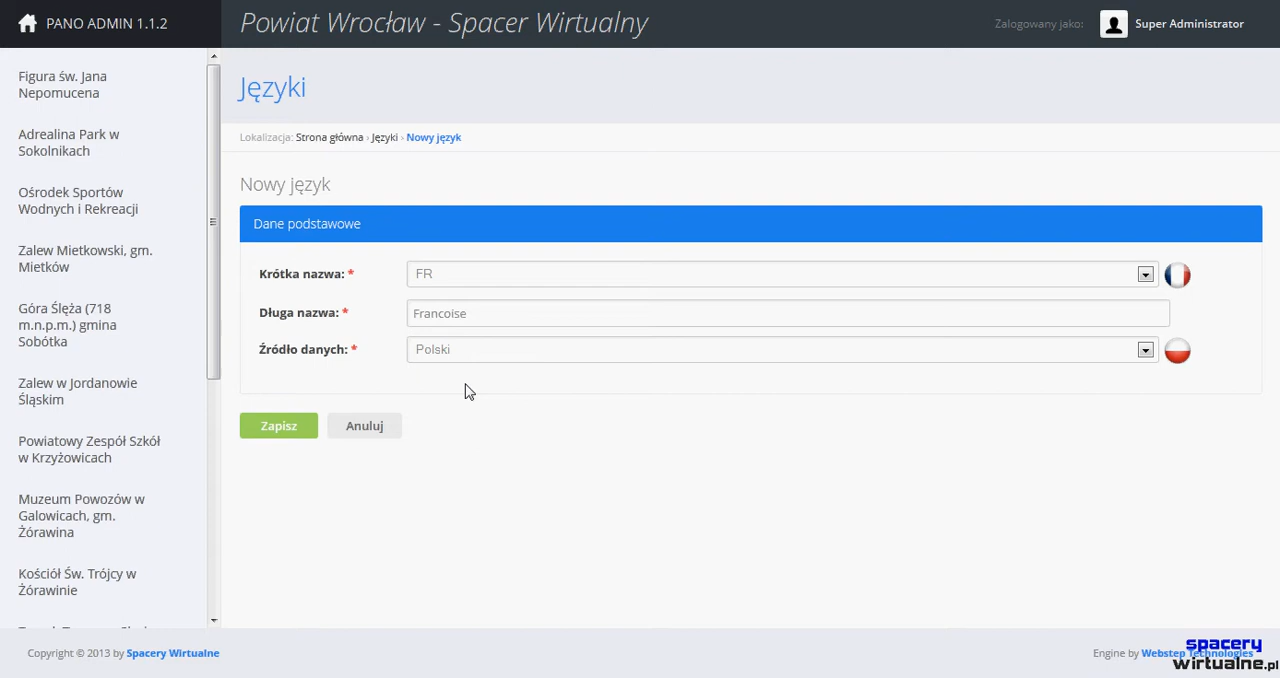 PANO ADMIN 1.1.2
Powiat Wrocław - Spacer Wirtualny
Zalogowany jako:
Super Administrator
Figura św. Jana
Nepomucena
Adrealina Park w
Sokolnikach
Ośrodek Sportów
Wodnych i Rekreacji
Zalew Mietkowski, gm.
Mietków
Góra Ślęża (718
m.n.p.m.) gmina
Sobótka
Zalew w Jordanowie
Śląskim
Powiatowy Zespół Szkół
w Krzyżowicach
Muzeum Powozów w
Galowicach, gm.
Żórawina
Kościół Św. Trójcy w
Żórawinie
Języki
Lokalizacja: Strona główna › Języki › Nowy język
Nowy język
Dane podstawowe
Krótka nazwa: *
FR
Długa nazwa: *
Francoise
Źródło danych: *
Polski
Zapisz
Anuluj
Copyright © 2013 by Spacery Wirtualne
Engine by Webstep Technologies
spacery
wirtualne.pl